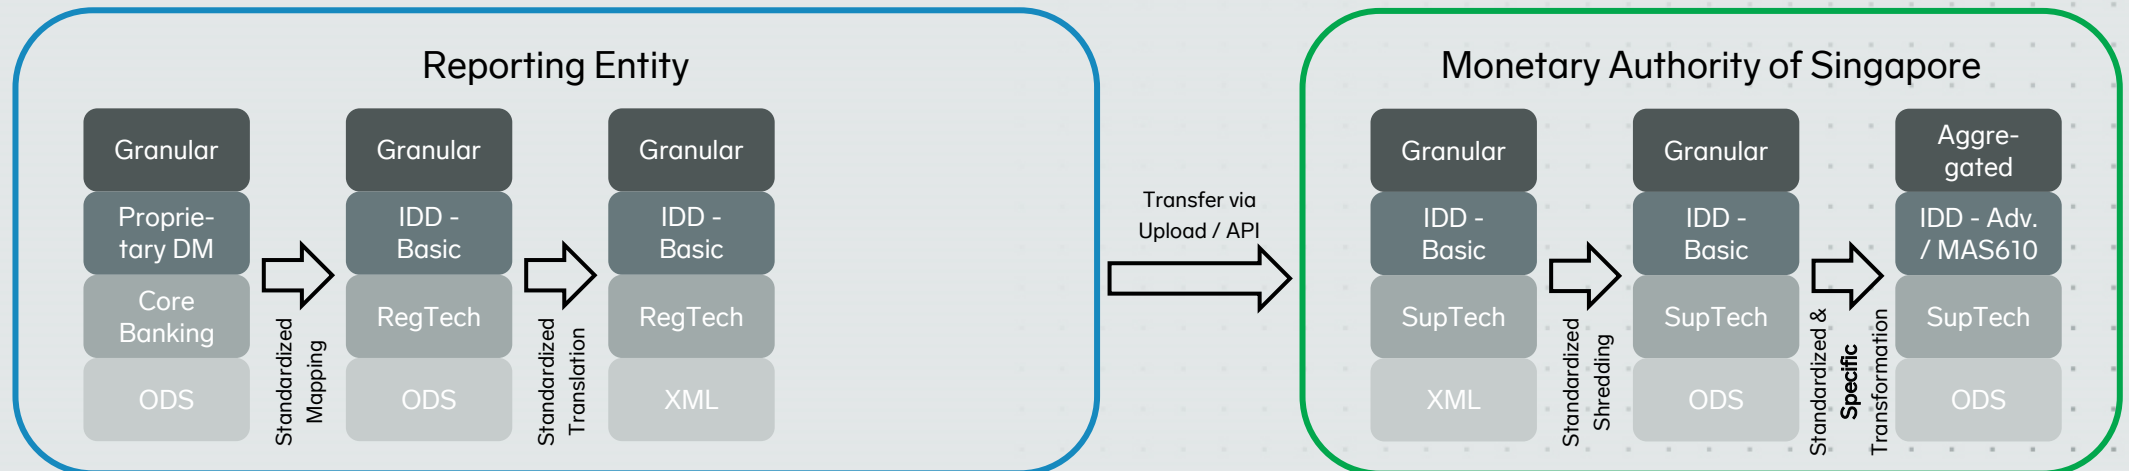 Reporting Entity
Granular
Proprie-
tary DM
Core
Banking
ODS
Standardized
Mapping
Granular
IDD -
Basic
RegTech
ODS
Standardized
Translation
Granular
IDD -
Basic
RegTech
XML
Transfer via
Upload / API
Monetary Authority of Singapore
Granular
IDD -
Basic
SupTech
XML
Standardized
Shredding
Granular
IDD -
Basic
SupTech
ODS
Standardized &
Specific
Transformation
Aggre-
gated
IDD - Adv.
/ MAS610
SupTech
ODS